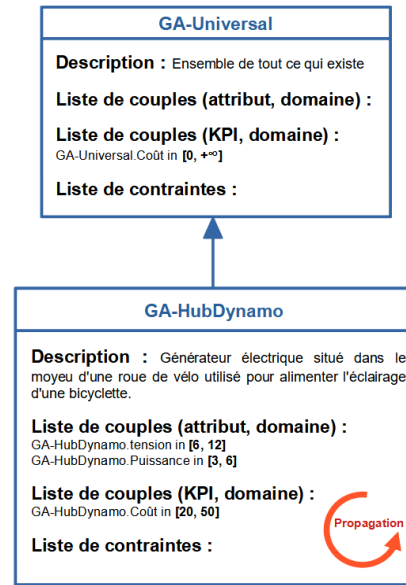 GA-Universal
Description : Ensemble de tout ce qui existe
Liste de couples (attribut, domaine) :
Liste de couples (KPI, domaine) :
GA-Universal.Coût in [0, +∞]
Liste de contraintes :
GA-HubDynamo
Description : Générateur électrique situé dans le
moyeu d'une roue de vélo utilisé pour alimenter l'éclairage
d'une bicyclette.
Liste de couples (attribut, domaine) :
GA-HubDynamo.tension in [6, 12]
GA-HubDynamo.Puissance in [3, 6]
Liste de couples (KPI, domaine) :
GA-HubDynamo.Coût in [20, 50]
Propagation
Liste de contraintes :